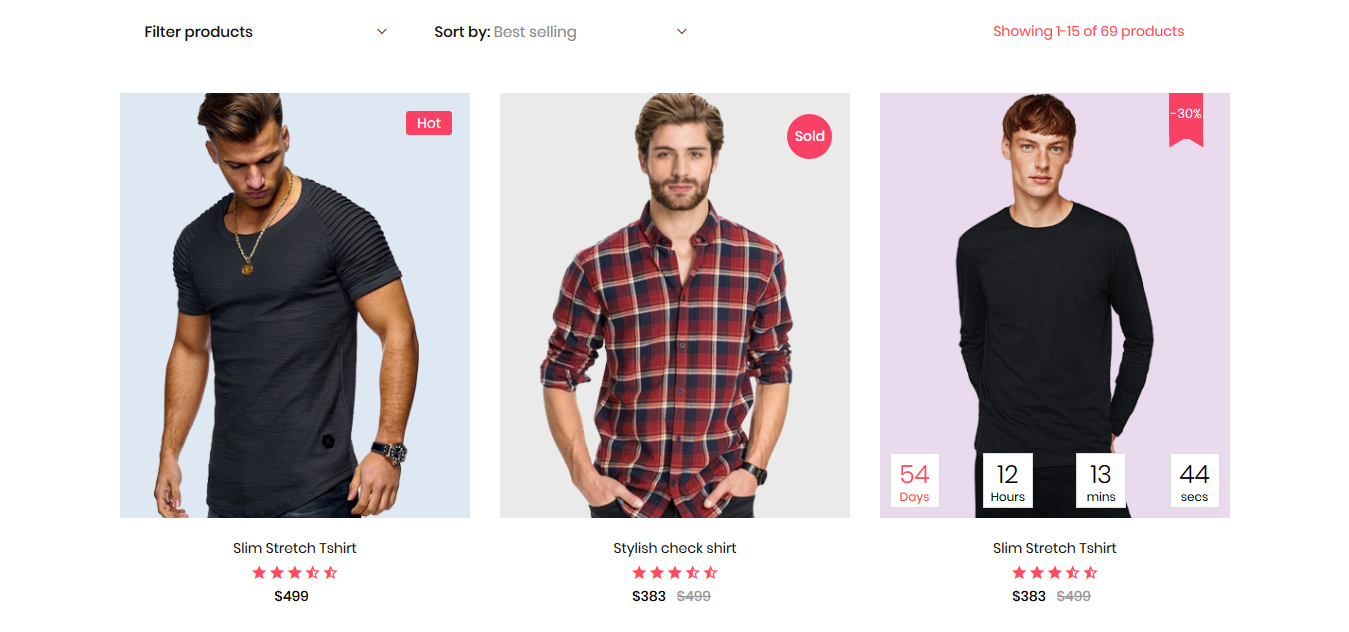 Filter products
Sort by: Best selling
Showing 1-15 of 69 products
Hot
Sold
-30%
54
Days
12
Hours
13
mins
44
secs
Slim Stretch Tshirt
$499
Stylish check shirt
$383 $499
Slim Stretch Tshirt
$383 $499